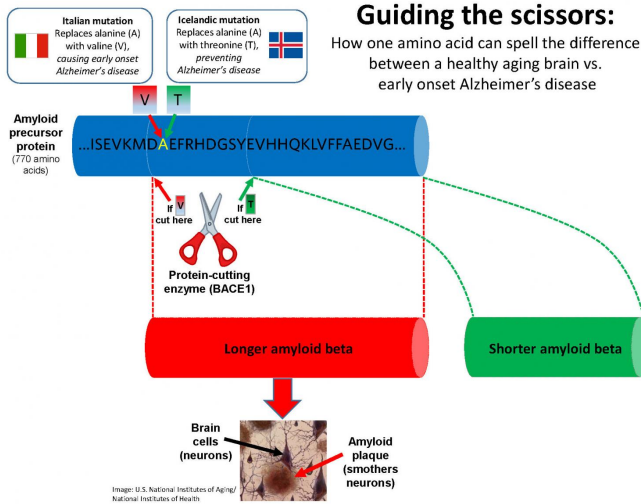 Guiding the scissors:
How one amino acid can spell the difference
between a healthy aging brain vs.
early onset Alzheimer's disease
Italian mutation
Replaces alanine (A)
with valine (V),
causing early onset
Alzheimer's disease
Icelandic mutation
Replaces alanine (A)
with threonine (T),
preventing
Alzheimer's disease
V
T
Amyloid
precursor
protein
(770 amino
acids)
...ISEVKMDAEFRHDGSYEVHHQKLVFFAEDVG...
If V
cut here
If T
cut here
Protein-cutting
enzyme (BACE1)
Longer amyloid beta
Shorter amyloid beta
Brain
cells
(neurons)
Amyloid
plaque
(smothers
neurons)
Image: U.S. National Institutes of Aging/
National Institutes of Health